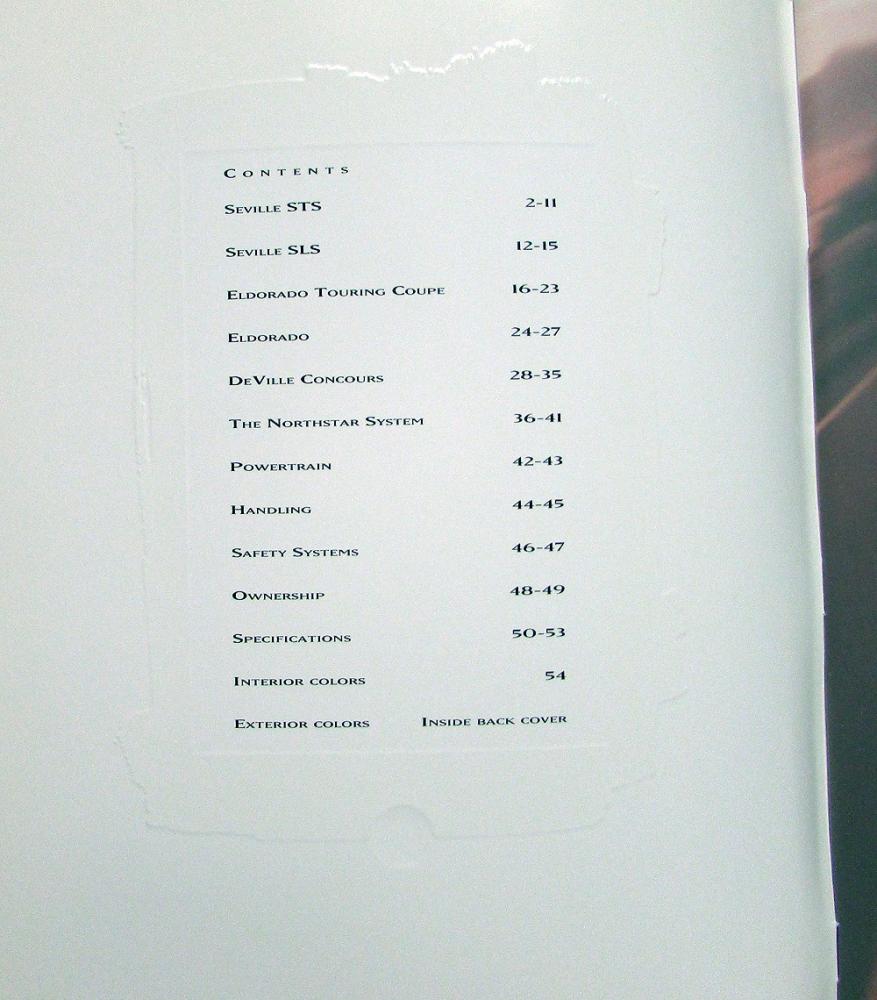 Contents
Seville STS 2-11
Seville SLS 12-15
Eldorado Touring Coupe 16-23
Eldorado 24-27
DeVille Concours 28-35
The Northstar System 36-41
Powertrain 42-43
Handling 44-45
Safety Systems 46-47
Ownership 48-49
Specifications 50-53
Interior colors 54
Exterior colors Inside back cover